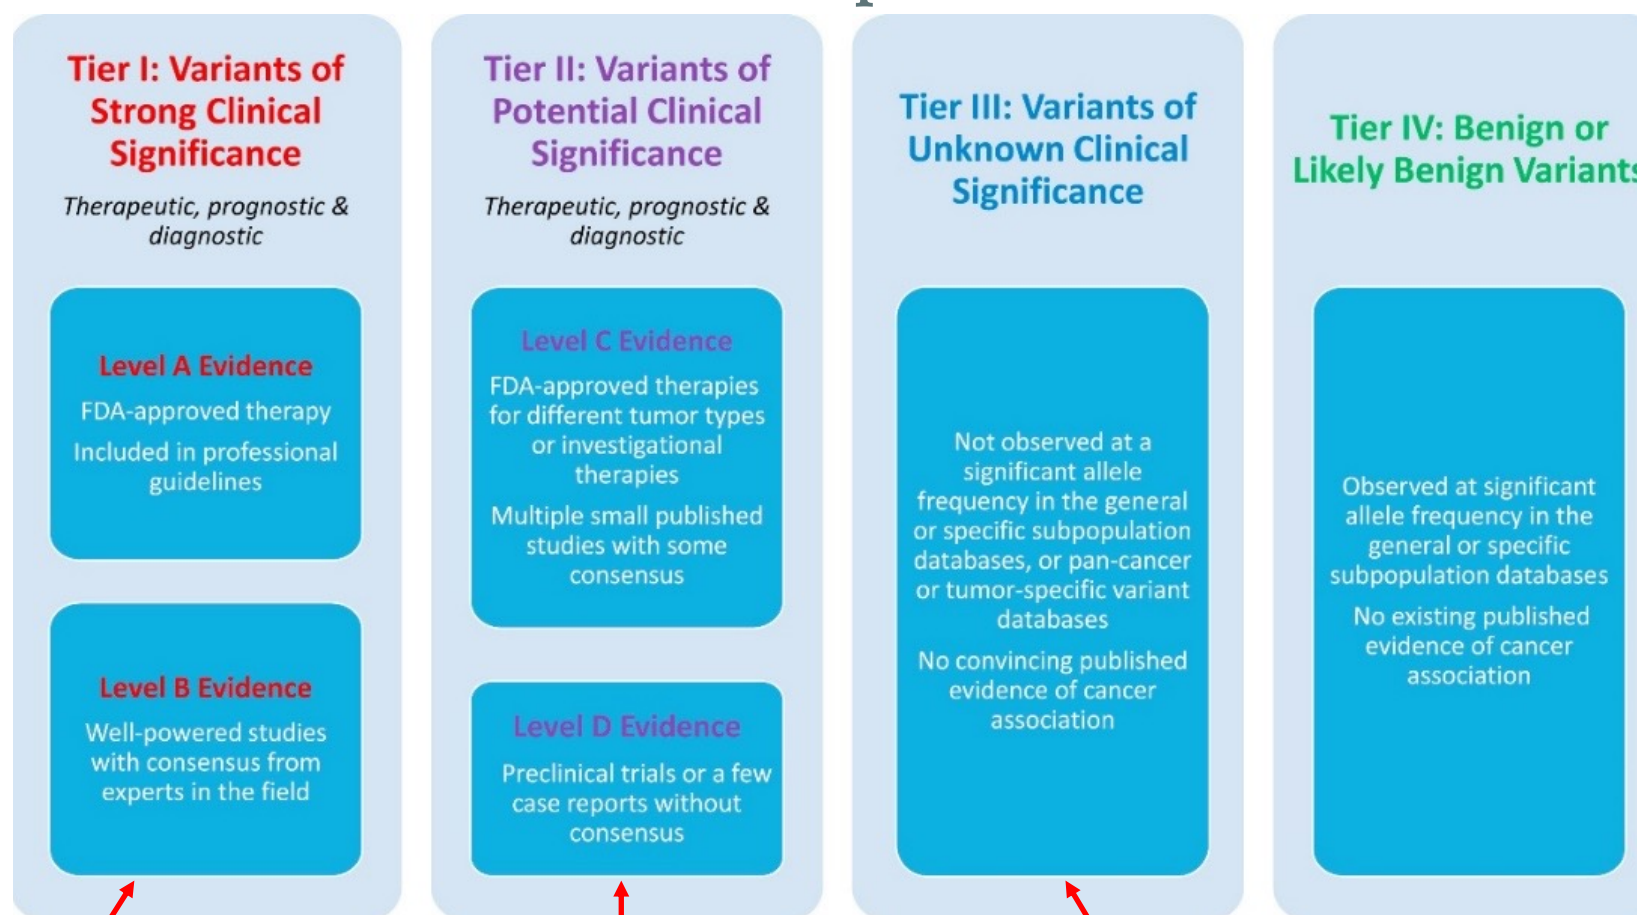 Tier I: Variants of
Strong Clinical
Significance
Therapeutic, prognostic &
diagnostic
Level A Evidence
FDA-approved therapy
Included in professional
guidelines
Level B Evidence
Well-powered studies
with consensus from
experts in the field
Tier II: Variants of
Potential Clinical
Significance
Therapeutic, prognostic &
diagnostic
Level C Evidence
FDA-approved therapies
for different tumor types
or investigational
therapies
Multiple small published
studies with some
consensus
Level D Evidence
Preclinical trials or a few
case reports without
consensus
Tier III: Variants of
Unknown Clinical
Significance
Not observed at a
significant allele
frequency in the general
or specific subpopulation
databases, or pan-cancer
or tumor-specific variant
databases
No convincing published
evidence of cancer
association
Tier IV: Benign or
Likely Benign Variants
Observed at significant
allele frequency in the
general or specific
subpopulation databases
No existing published
evidence of cancer
association